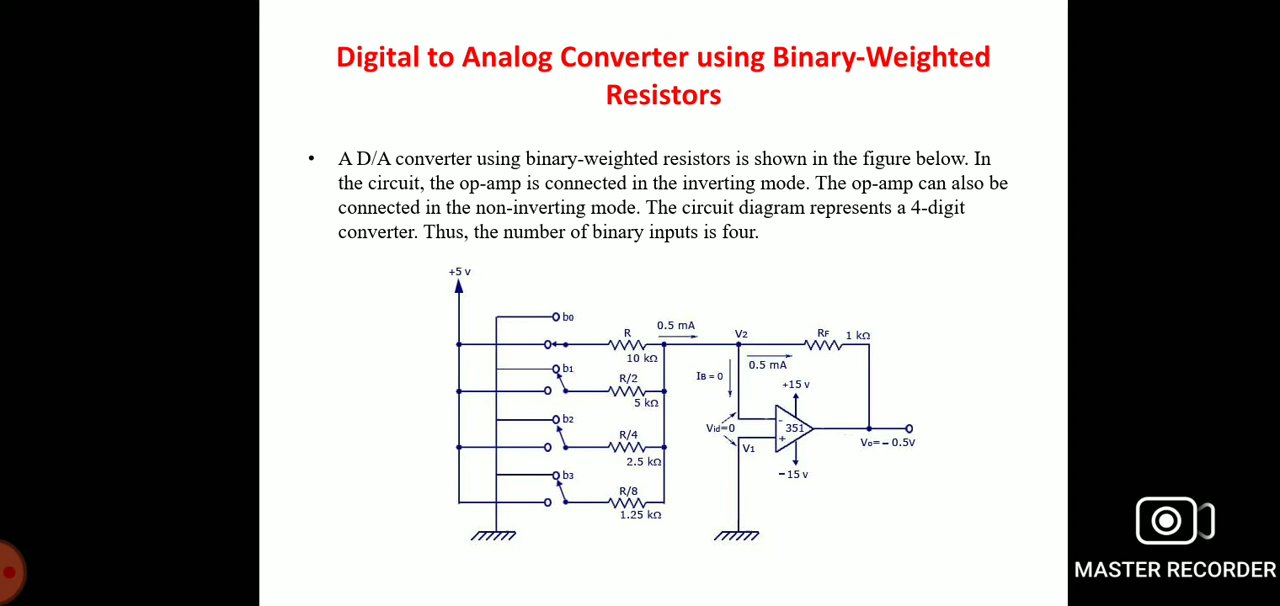 Digital to Analog Converter using Binary-Weighted
Resistors
• A D/A converter using binary-weighted resistors is shown in the figure below. In
the circuit, the op-amp is connected in the inverting mode. The op-amp can also be
connected in the non-inverting mode. The circuit diagram represents a 4-digit
converter. Thus, the number of binary inputs is four.
+5 v
b0
R
0.5 mA
V2
RF 1 kΩ
10 kΩ
b1
R/2
IB = 0
0.5 mA
+15 v
5 kΩ
b2
R/4
Vid=0
-
351
+
V1
Vo= - 0.5v
2.5 kΩ
b3
-15 v
R/8
1.25 kΩ
MASTER RECORDER